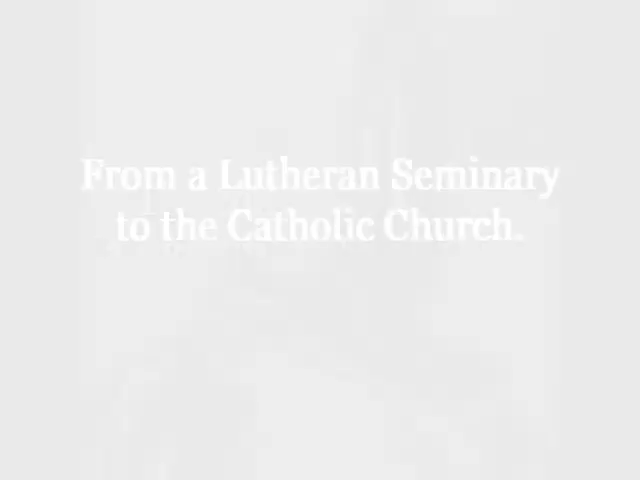 From a Lutheran Seminary
to the Catholic Church.